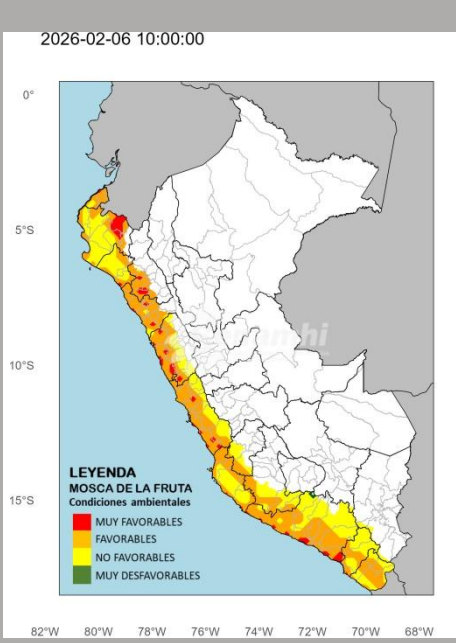 2026-02-06 10:00:00
0°
5°S
10°S
15°S
senamhi
LEYENDA
MOSCA DE LA FRUTA
Condiciones ambientales
MUY FAVORABLES
FAVORABLES
NO FAVORABLES
MUY DESFAVORABLES
82°W 80°W 78°W 76°W 74°W 72°W 70°W 68°W